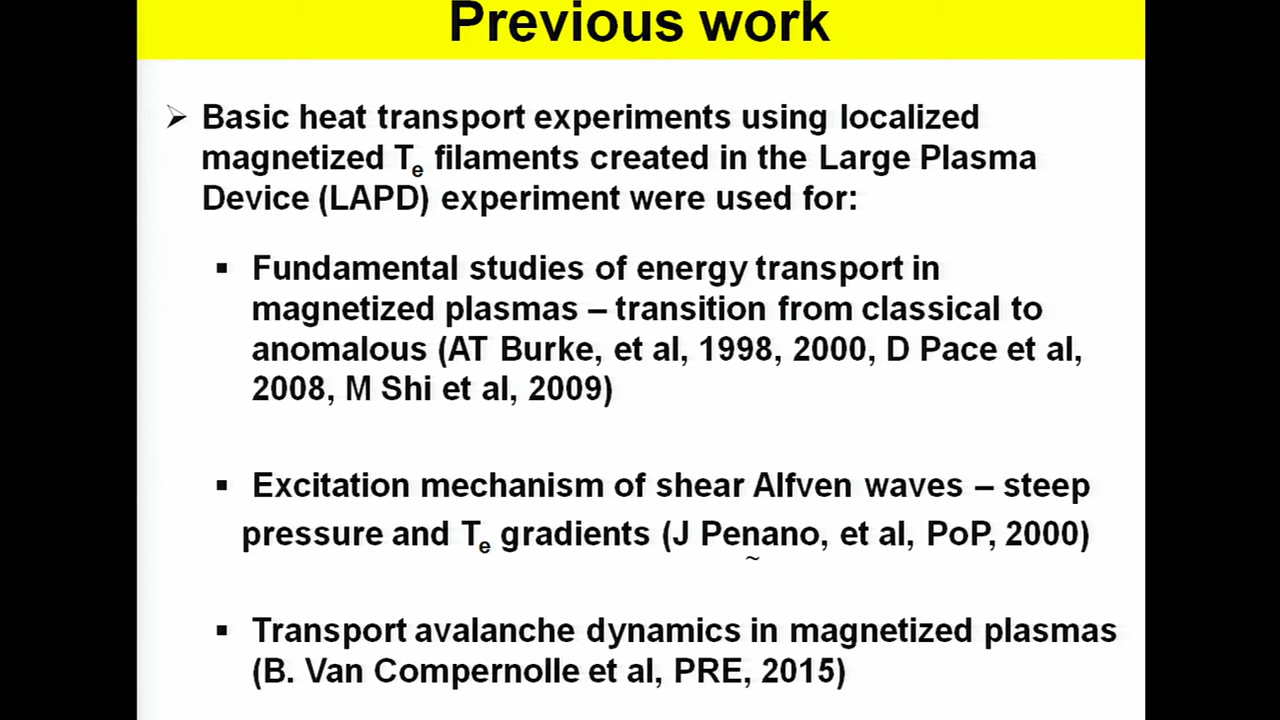 Previous work
➢ Basic heat transport experiments using localized
magnetized Te filaments created in the Large Plasma
Device (LAPD) experiment were used for:
▪ Fundamental studies of energy transport in
magnetized plasmas – transition from classical to
anomalous (AT Burke, et al, 1998, 2000, D Pace et al,
2008, M Shi et al, 2009)
▪ Excitation mechanism of shear Alfven waves – steep
pressure and Te gradients (J Penano, et al, PoP, 2000)
~
▪ Transport avalanche dynamics in magnetized plasmas
(B. Van Compernolle et al, PRE, 2015)